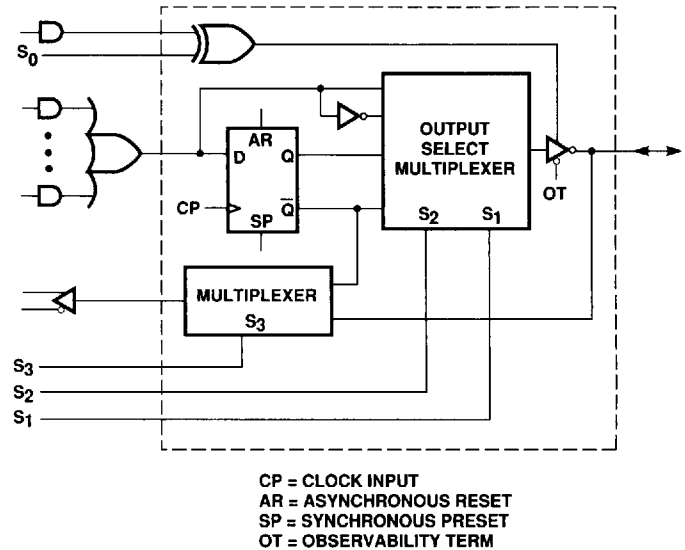 S0
AR
D
Q
CP
Q̅
SP
OUTPUT
SELECT
MULTIPLEXER
S2 S1
OT
MULTIPLEXER
S3
S3
S2
S1
CP = CLOCK INPUT
AR = ASYNCHRONOUS RESET
SP = SYNCHRONOUS PRESET
OT = OBSERVABILITY TERM